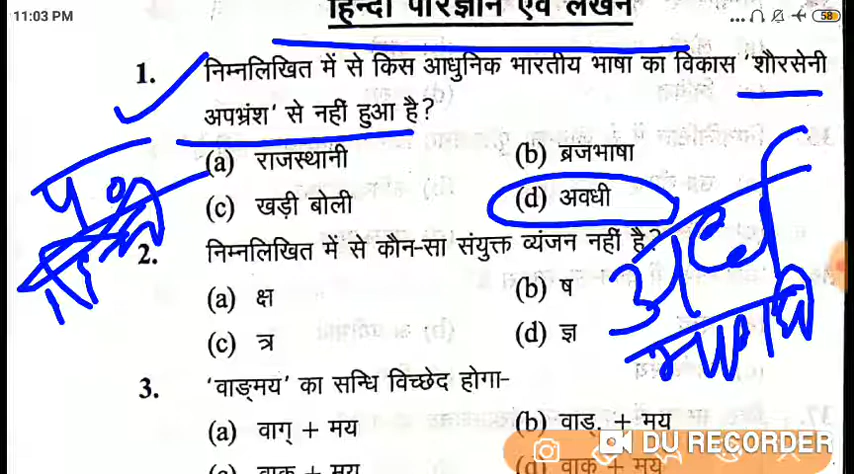 11:03 PM
58
हिन्दी परिज्ञान एवं लेखन
1. निम्नलिखित में से किस आधुनिक भारतीय भाषा का विकास 'शौरसेनी
अपभ्रंश' से नहीं हुआ है?
(a) राजस्थानी (b) ब्रजभाषा
(c) खड़ी बोली (d) अवधी
2. निम्नलिखित में से कौन-सा संयुक्त व्यंजन नहीं है?
(a) क्ष (b) ष
(c) त्र (d) ज्ञ
अर्ध
मागधी
3. 'वाङ्मय' का सन्धि विच्छेद होगा-
(a) वाग् + मय (b) वाड्. + मय
(c) वाक + मय (d) वाक् + मय
DU RECORDER